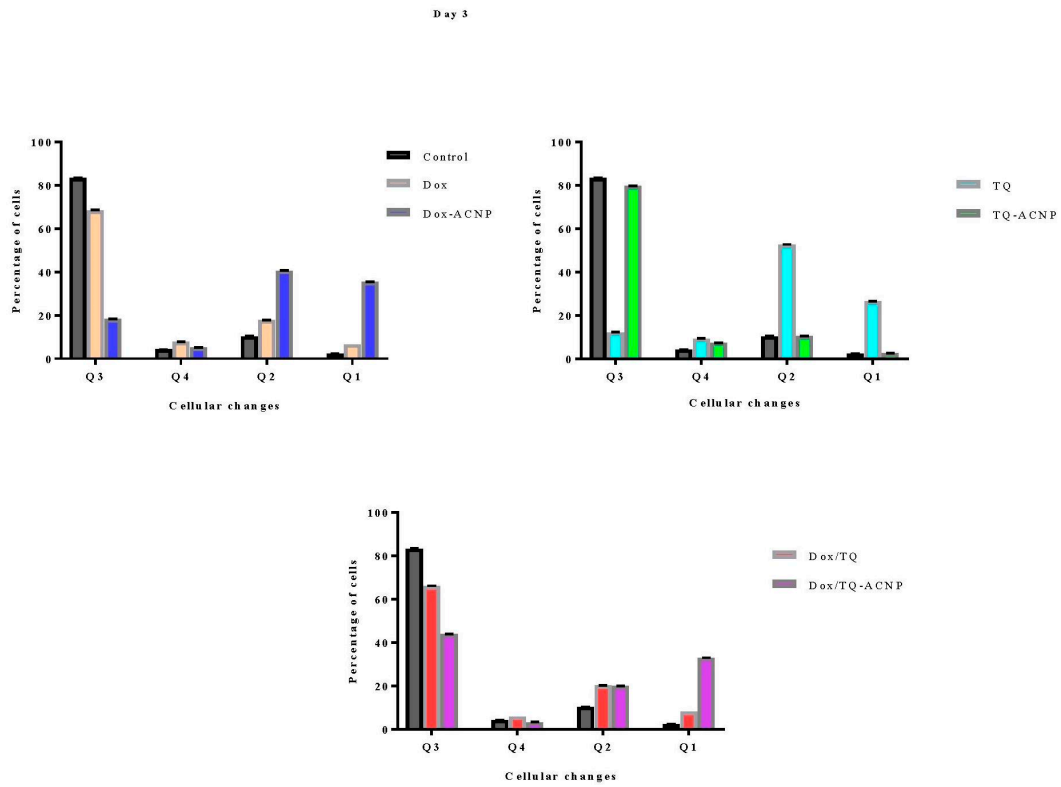 Day 3
Percentage of cells
100
80
60
40
20
0
Q3 Q4 Q2 Q1
Cellular changes
Control
Dox
Dox-ACNP
Percentage of cells
100
80
60
40
20
0
Q3 Q4 Q2 Q1
Cellular changes
TQ
TQ-ACNP
Percentage of cells
100
80
60
40
20
0
Q3 Q4 Q2 Q1
Cellular changes
Dox/TQ
Dox/TQ-ACNP